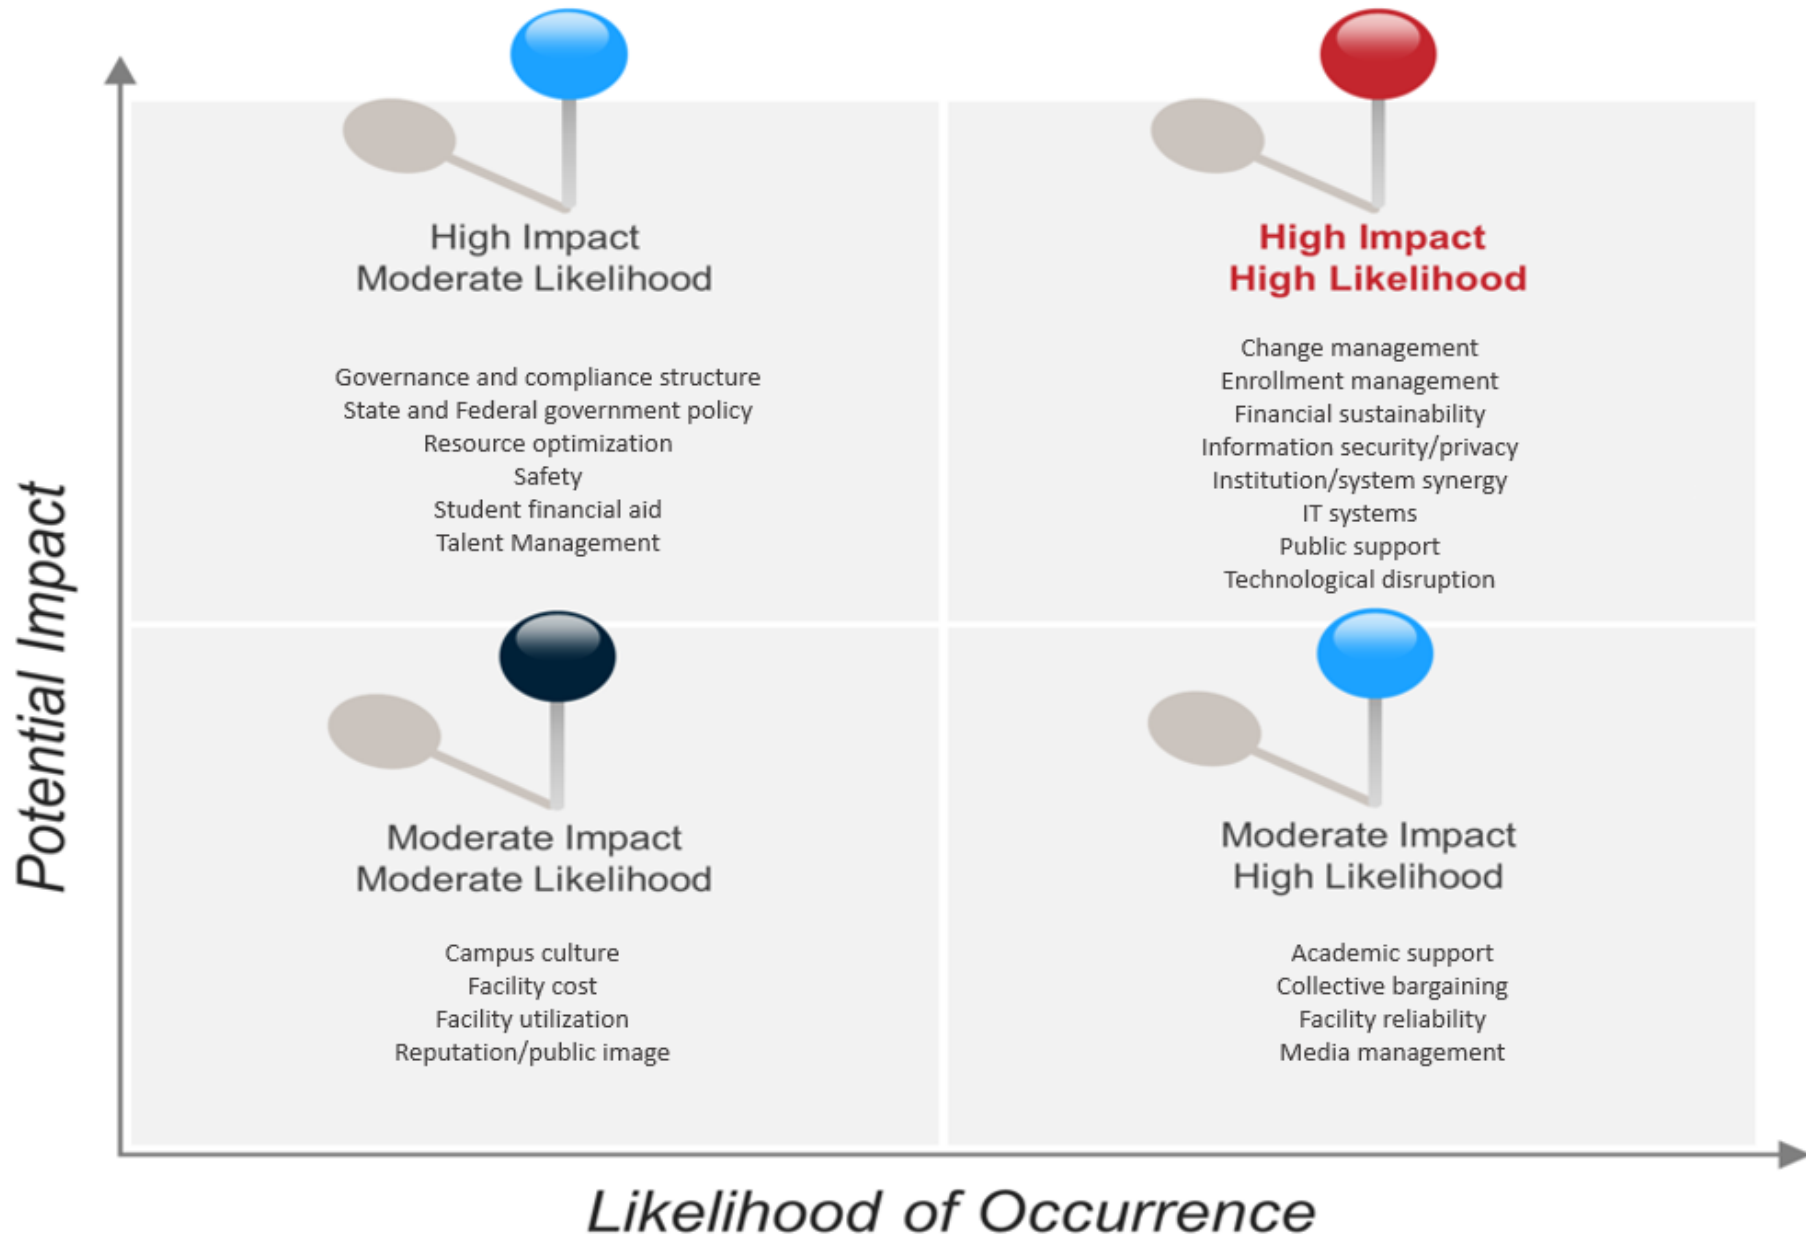 High Impact
Moderate Likelihood
Governance and compliance structure
State and Federal government policy
Resource optimization
Safety
Student financial aid
Talent Management
High Impact
High Likelihood
Change management
Enrollment management
Financial sustainability
Information security/privacy
Institution/system synergy
IT systems
Public support
Technological disruption
Potential Impact
Moderate Impact
Moderate Likelihood
Campus culture
Facility cost
Facility utilization
Reputation/public image
Moderate Impact
High Likelihood
Academic support
Collective bargaining
Facility reliability
Media management
Likelihood of Occurrence